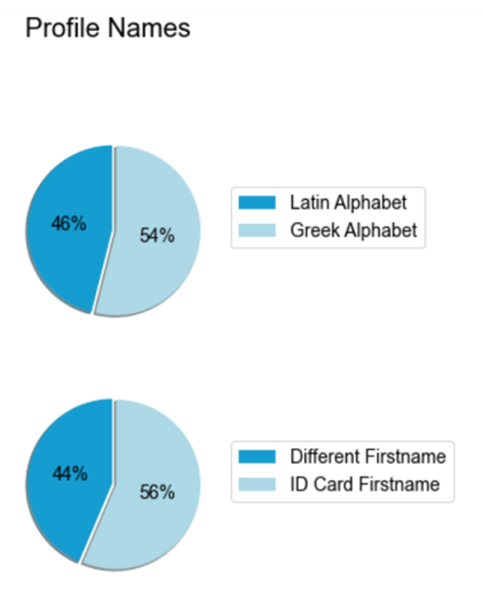 Profile Names
46%
54%
Latin Alphabet
Greek Alphabet
44%
56%
Different Firstname
ID Card Firstname